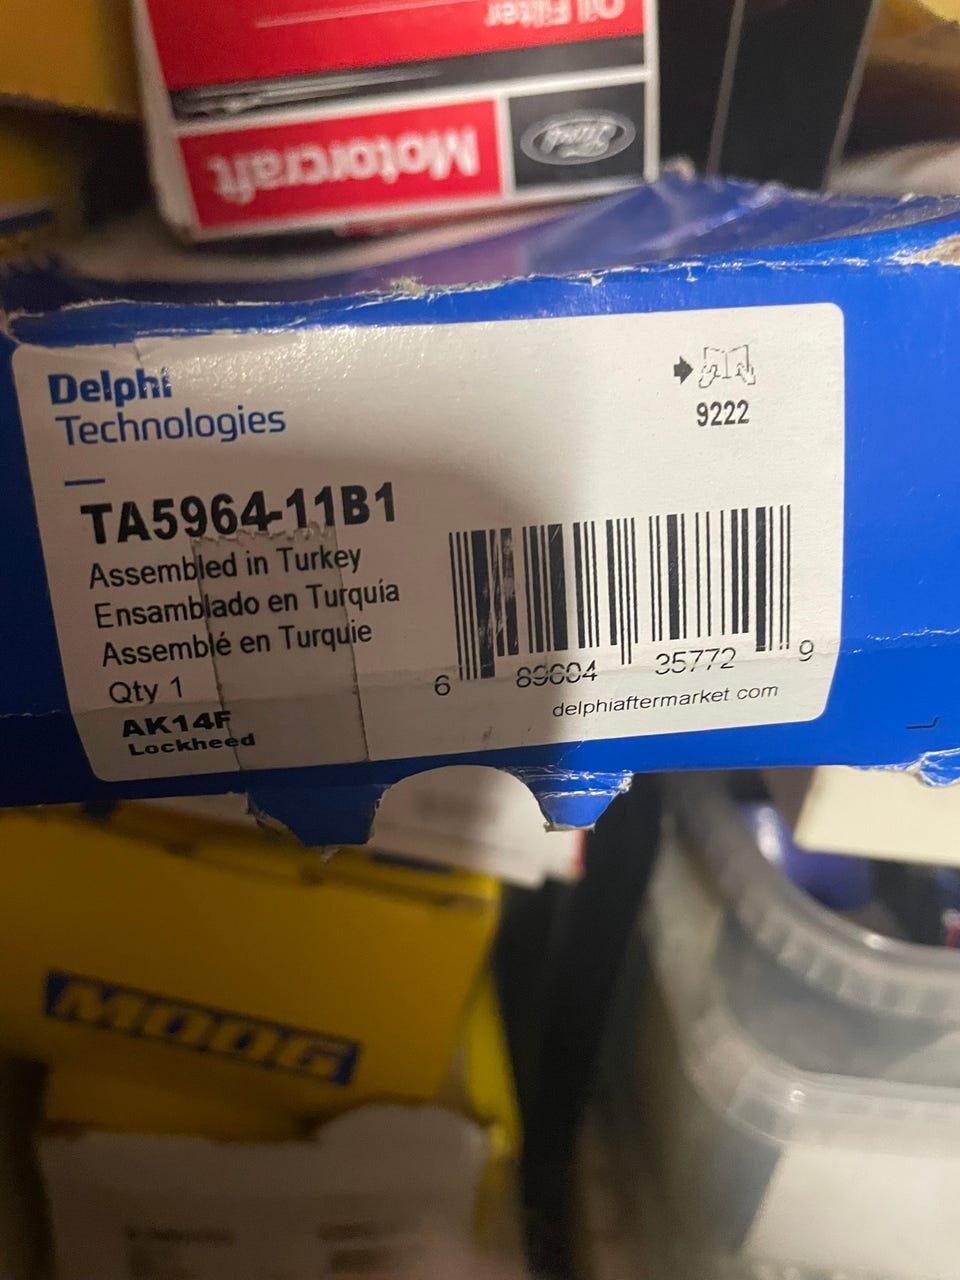 Oil Filter
Motorcraft
Ford
Delphi
Technologies
9222
TA5964-11B1
Assembled in Turkey
Ensamblado en Turquía
Assemblé en Turquie
Qty 1
AK14F
Lockheed
6 89604 35772 9
delphiaftermarket com
MOOG